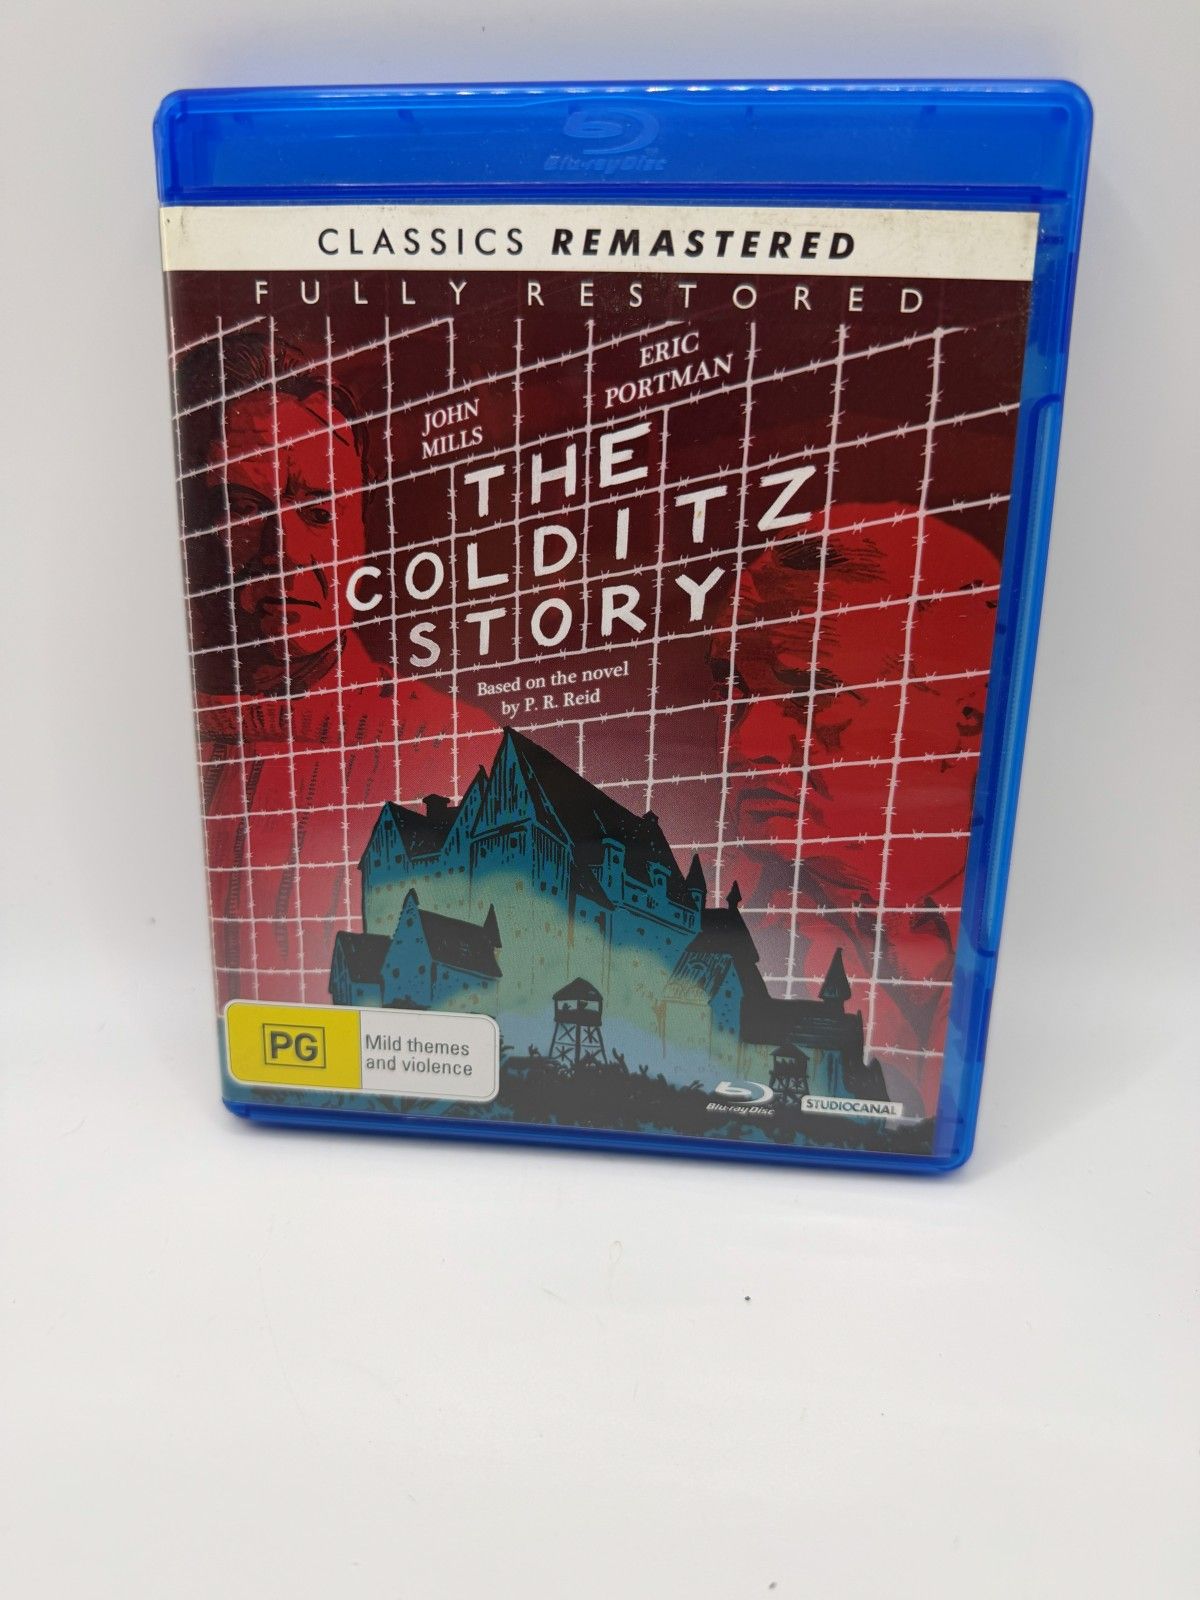 Blu-ray Disc
CLASSICS REMASTERED
FULLY RESTORED
JOHN
MILLS
ERIC
PORTMAN
THE
COLDITZ
STORY
Based on the novel
by P. R. Reid
PG
Mild themes
and violence
Blu-ray Disc
STUDIOCANAL